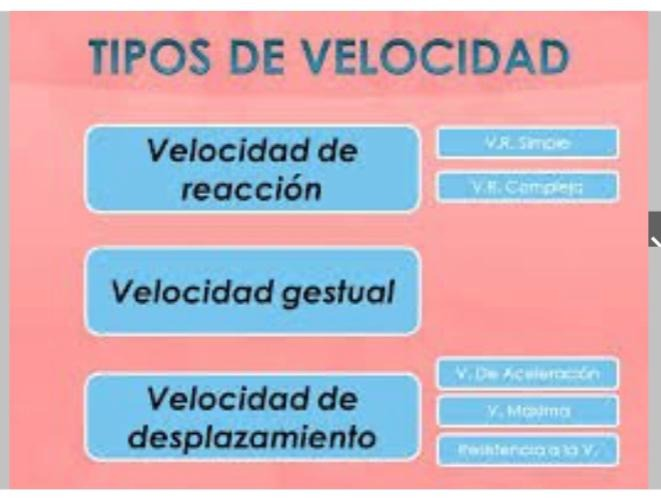 TIPOS DE VELOCIDAD
Velocidad de
reacción
V.R. Simple
V.R. Compleja
Velocidad gestual
Velocidad de
desplazamiento
V. De Aceleración
V. Máxima
Resistencia a la V.